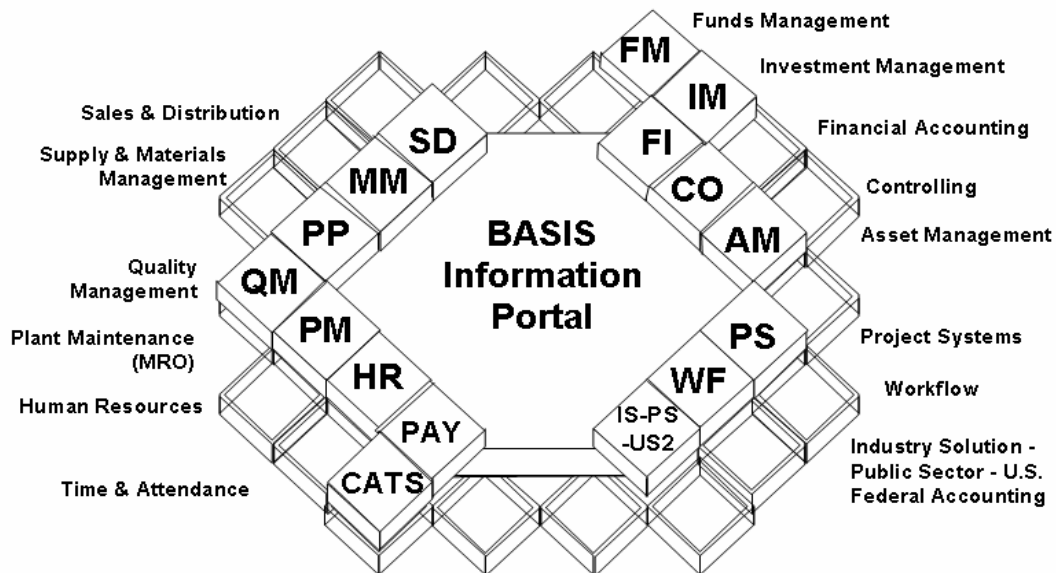 Funds Management
FM
Investment Management
IM
Sales & Distribution
SD
FI
Financial Accounting
Supply & Materials
Management
MM
CO
Controlling
PP
AM
Asset Management
BASIS
Information
Portal
Quality
Management
QM
Plant Maintenance
(MRO)
PM
PS
Project Systems
HR
WF
Workflow
Human Resources
PAY
IS-PS
-US2
Industry Solution -
Public Sector - U.S.
Federal Accounting
Time & Attendance
CATS